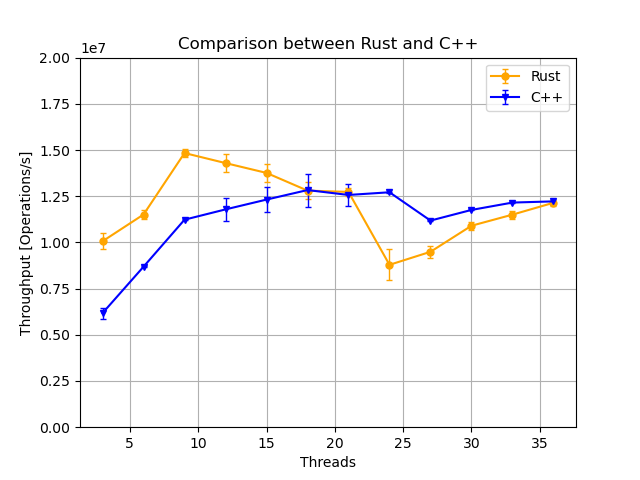 Comparison between Rust and C++
1e7
2.00
1.75
1.50
1.25
1.00
0.75
0.50
0.25
0.00
Throughput [Operations/s]
Rust
C++
5 10 15 20 25 30 35
Threads